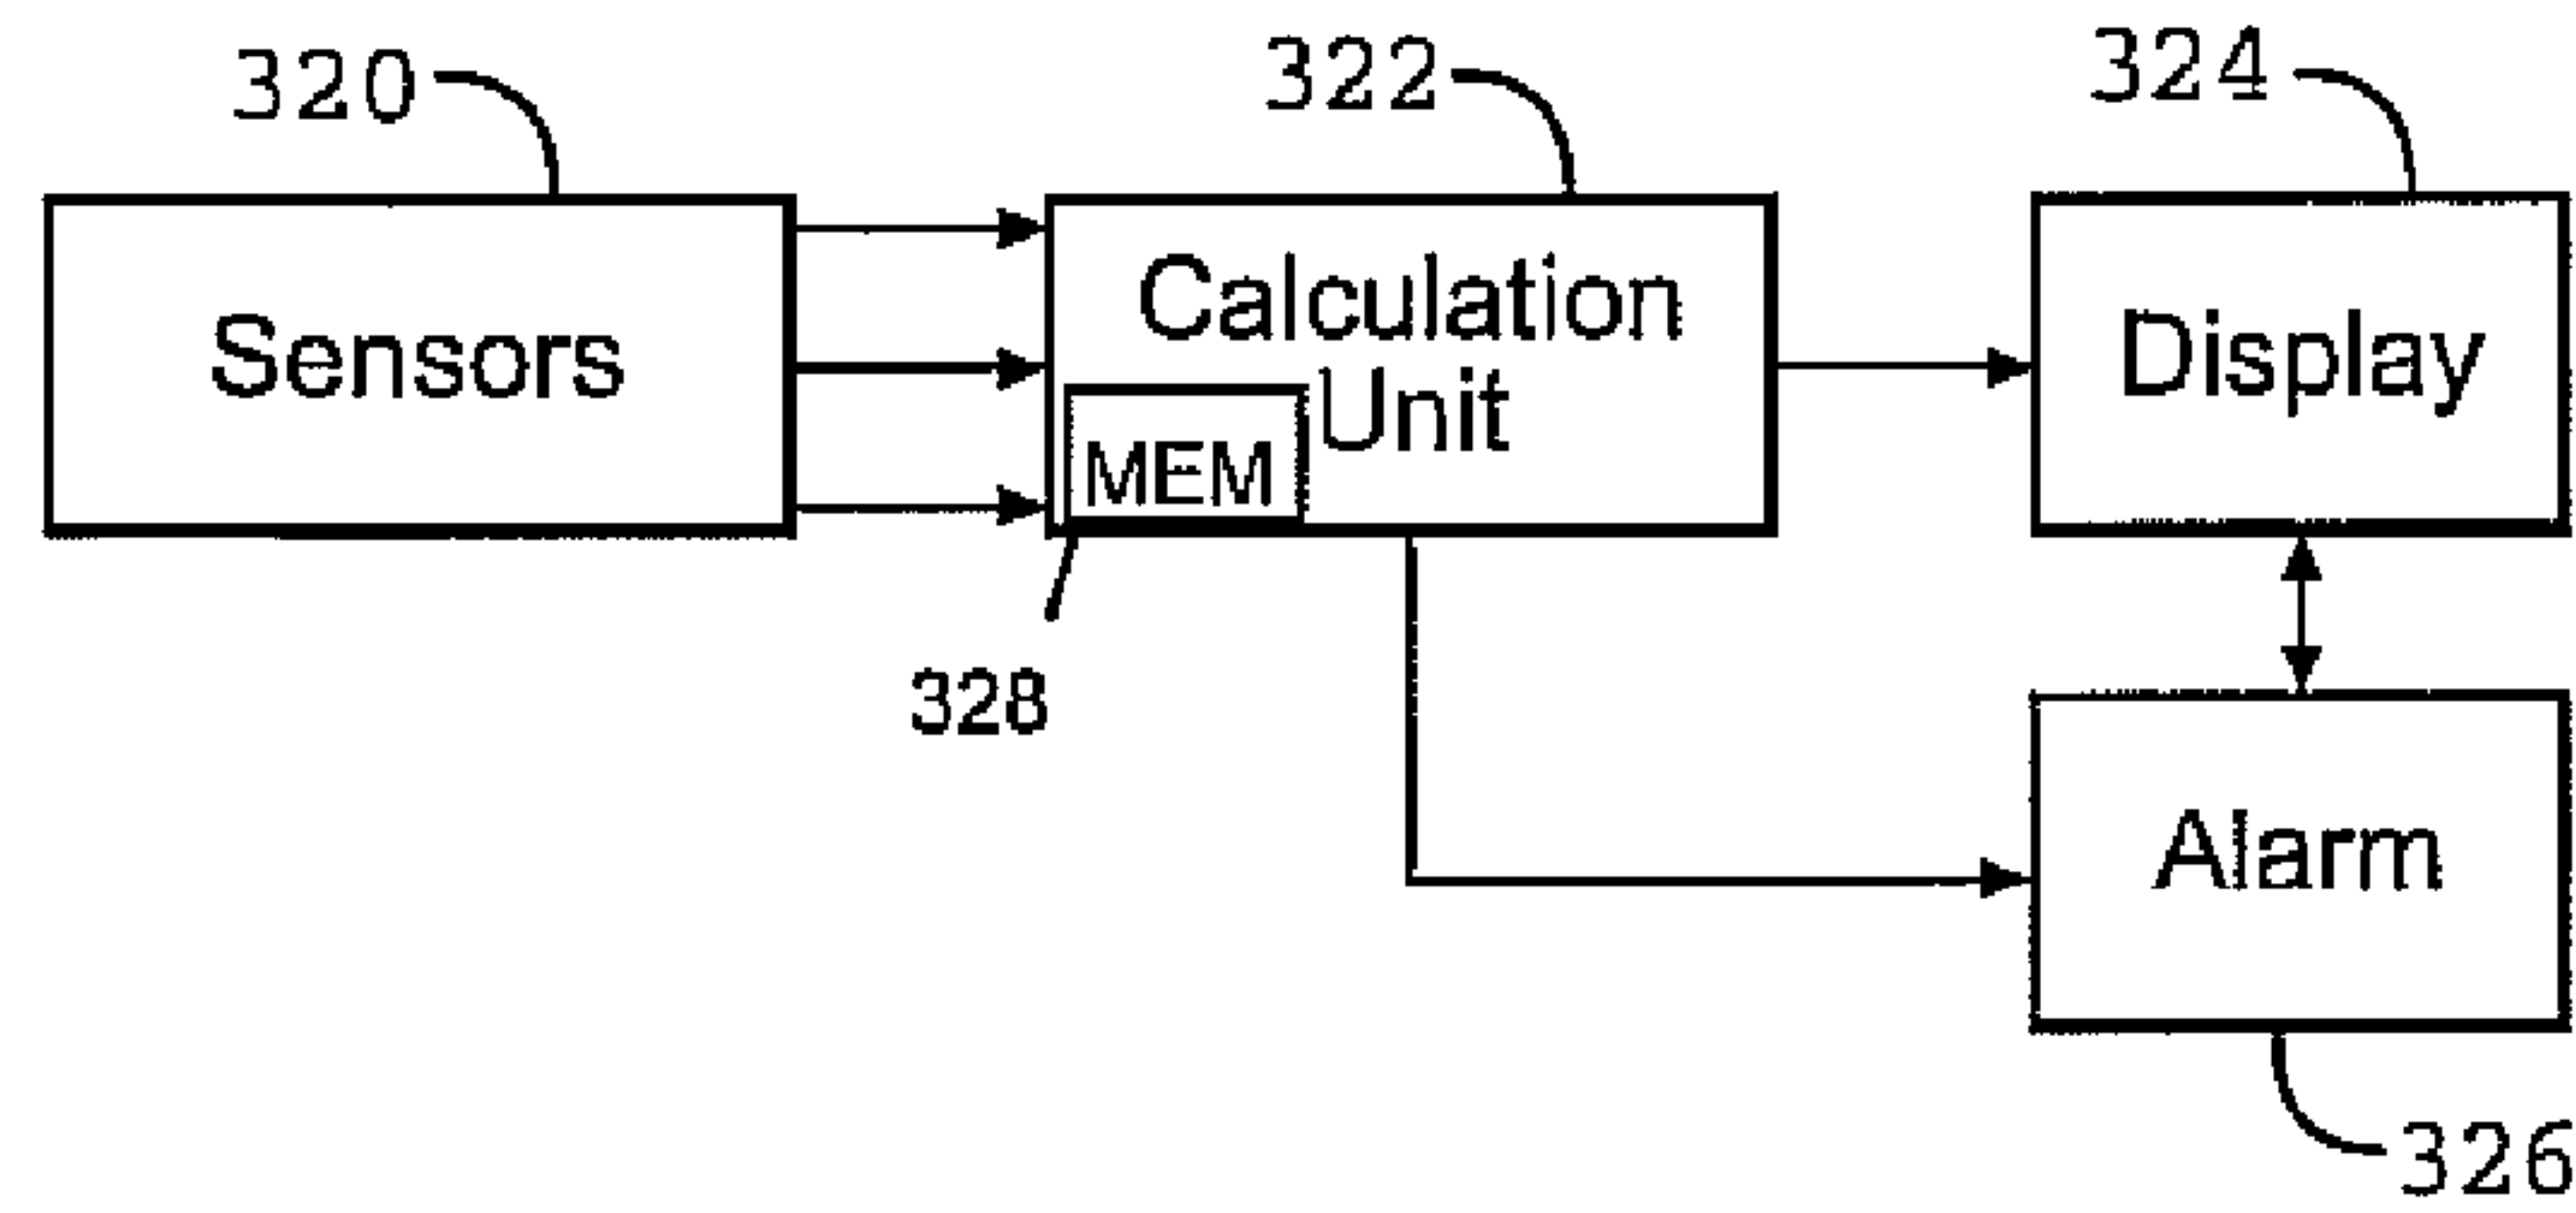 320
322
324
Sensors
Calculation
Unit
MEM
Display
328
Alarm
326